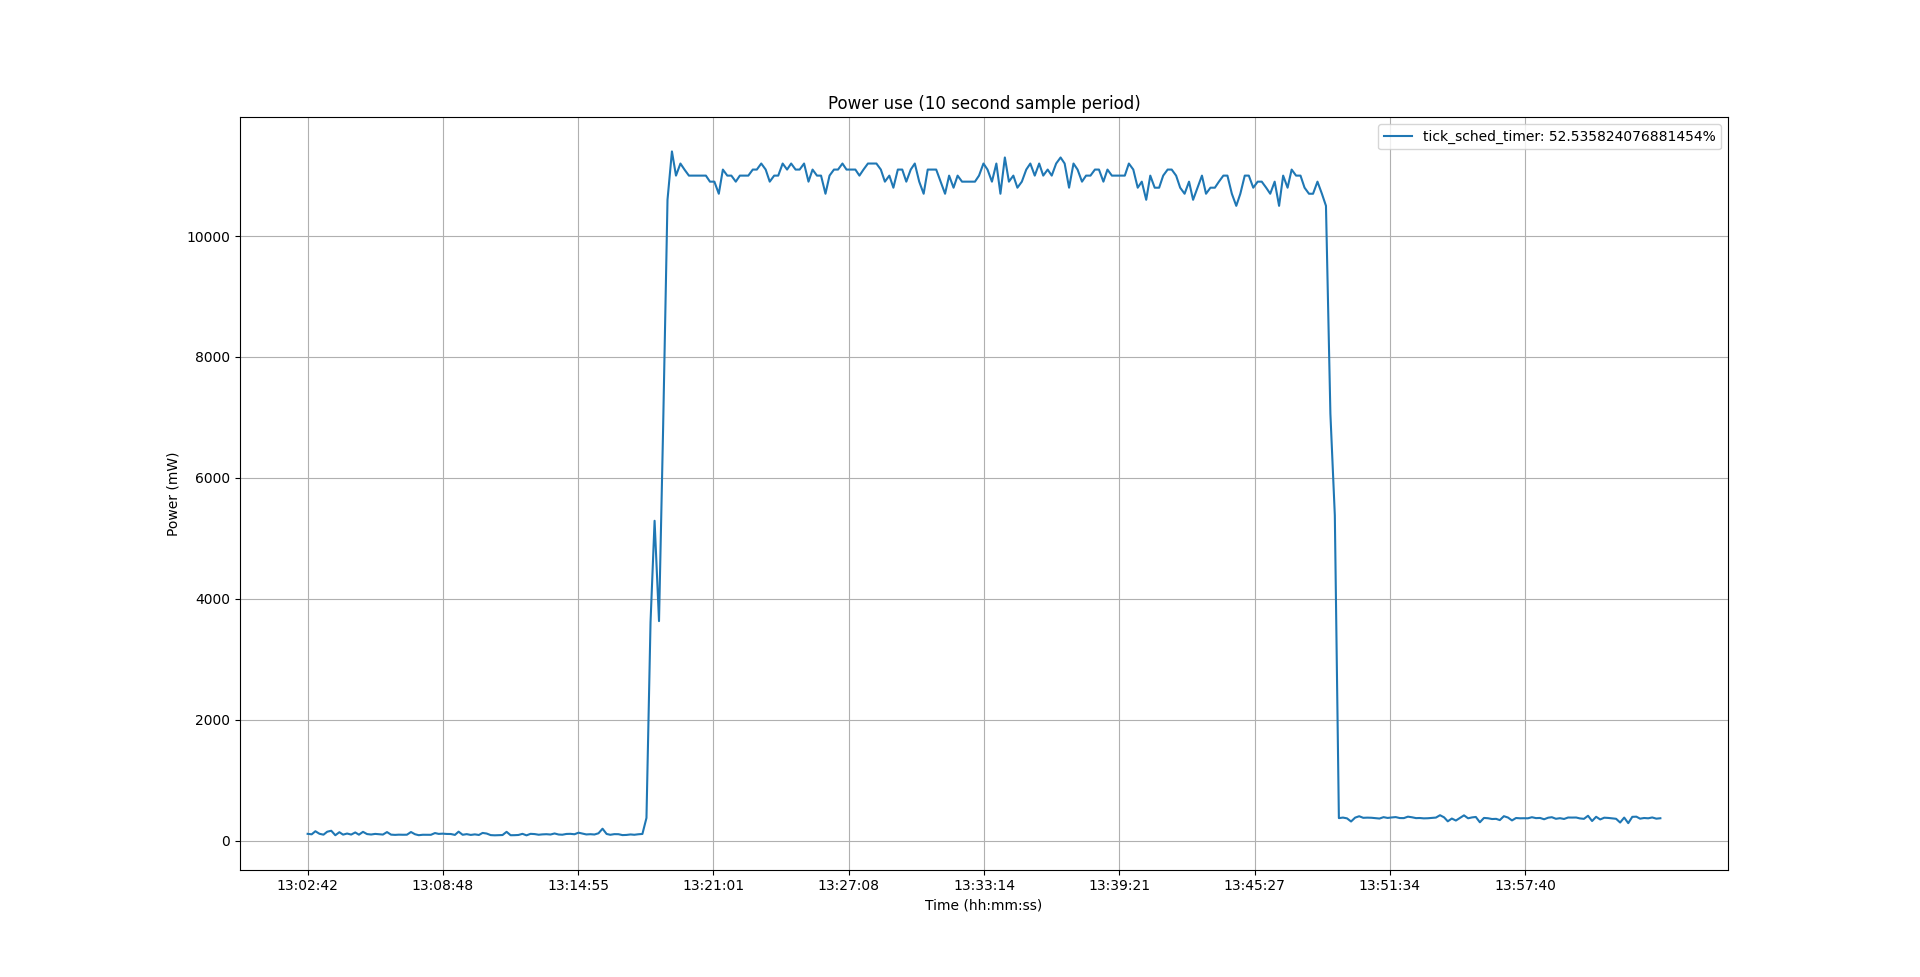 Power use (10 second sample period)
tick_sched_timer: 52.535824076881454%
10000
8000
6000
4000
2000
0
Power (mW)
13:02:42 13:08:48 13:14:55 13:21:01 13:27:08 13:33:14 13:39:21 13:45:27 13:51:34 13:57:40
Time (hh:mm:ss)